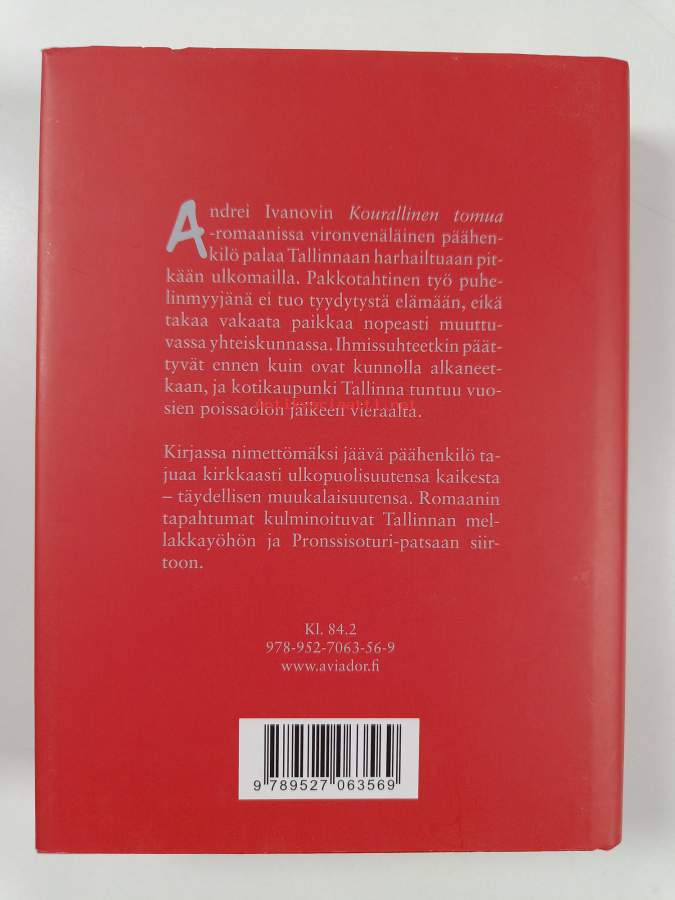 Andrei Ivanovin Kourallinen tomua
-romaanissa vironvenäläinen päähen-
kilö palaa Tallinnaan harhailtuaan pit-
kään ulkomailla. Pakkotahtinen työ puhe-
linmyyjänä ei tuo tyydytystä elämään, eikä
takaa vakaata paikkaa nopeasti muuttu-
vassa yhteiskunnassa. Ihmissuhteetkin päät-
tyvät ennen kuin ovat kunnolla alkaneet-
kaan, ja kotikaupunki Tallinna tuntuu vuo-
sien poissaolon jälkeen vieraalta.
Kirjassa nimettömäksi jäävä päähenkilö ta-
juaa kirkkaasti ulkopuolisuutensa kaikesta
– täydellisen muukalaisuutensa. Romaanin
tapahtumat kulminoituvat Tallinnan mel-
lakkayöhön ja Pronssisoturi-patsaan siir-
toon.
Kl. 84.2
978-952-7063-56-9
www.aviador.fi
9 789527 063569